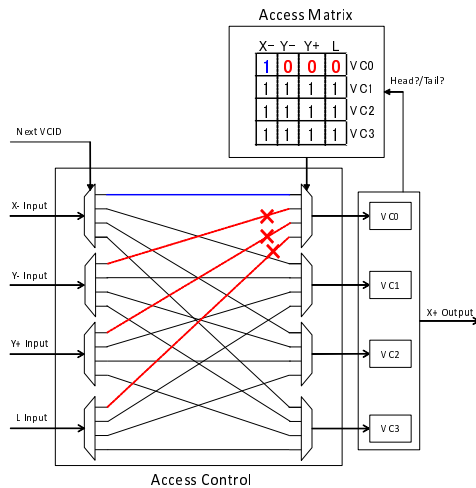 Access Matrix
X- Y- Y+ L
1 0 0 0 VC0
1 1 1 1 VC1
1 1 1 1 VC2
1 1 1 1 VC3
Head?/Tail?
Next VCID
X- Input
Y- Input
Y+ Input
L Input
VC0
VC1
VC2
VC3
X+ Output
Access Control